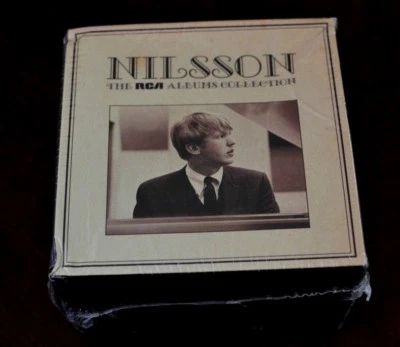 NILSSON
THE RCA ALBUMS COLLECTION